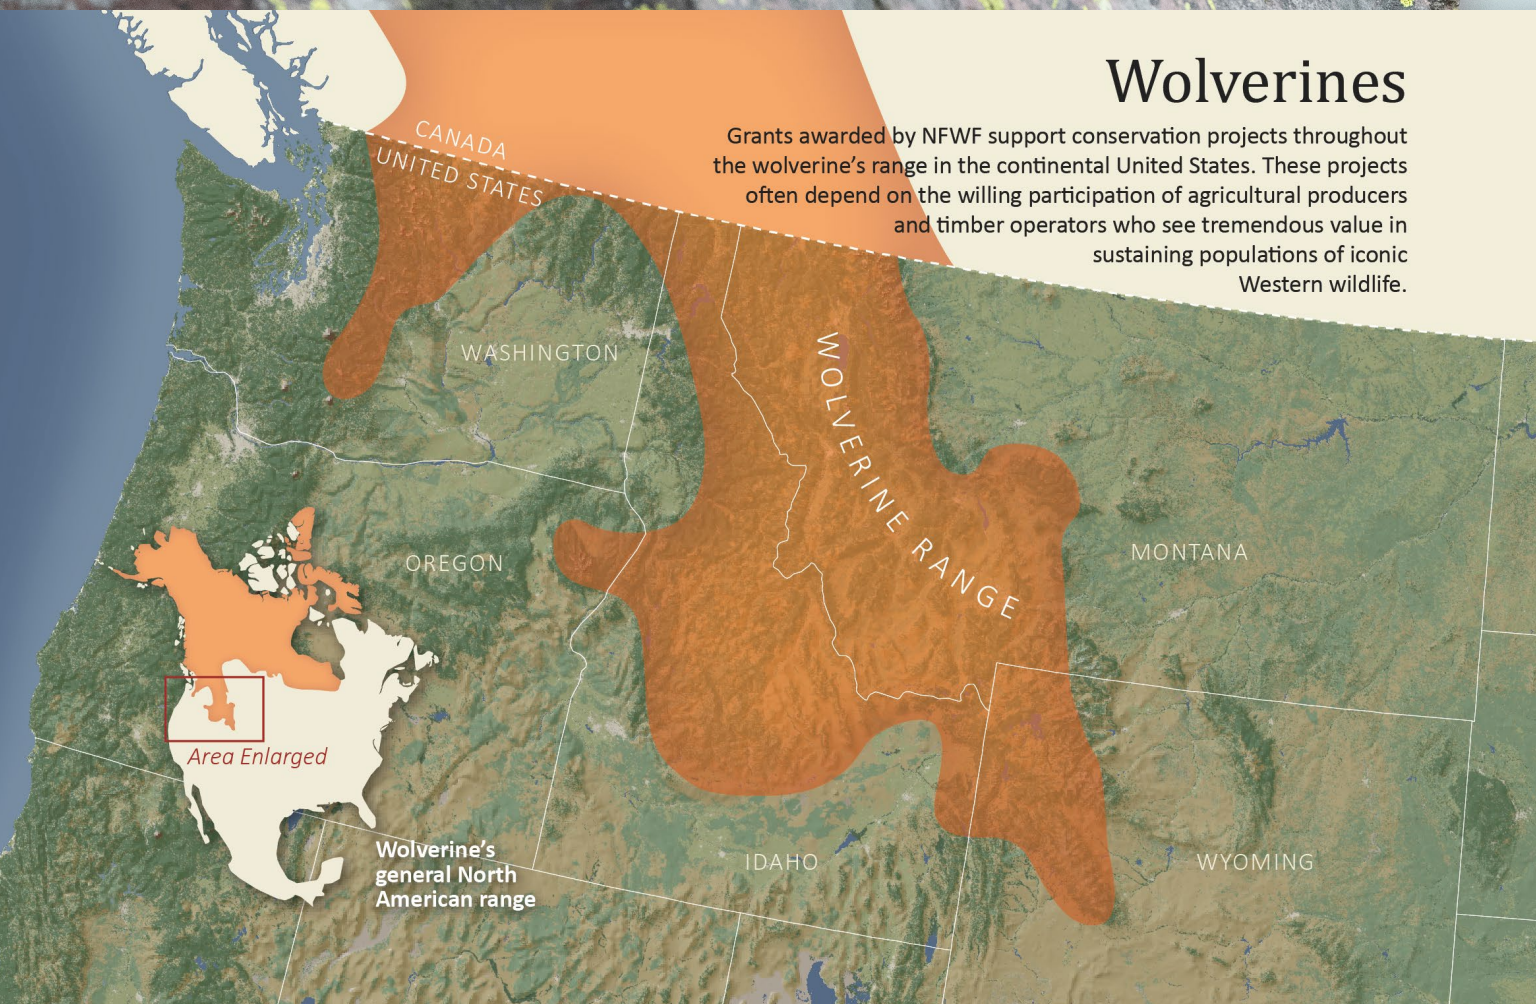 Wolverines
Grants awarded by NFWF support conservation projects throughout
the wolverine’s range in the continental United States. These projects
often depend on the willing participation of agricultural producers
and timber operators who see tremendous value in
sustaining populations of iconic
Western wildlife.
CANADA
UNITED STATES
WASHINGTON
WOLVERINE RANGE
OREGON
MONTANA
Area Enlarged
Wolverine’s
general North
American range
IDAHO
WYOMING